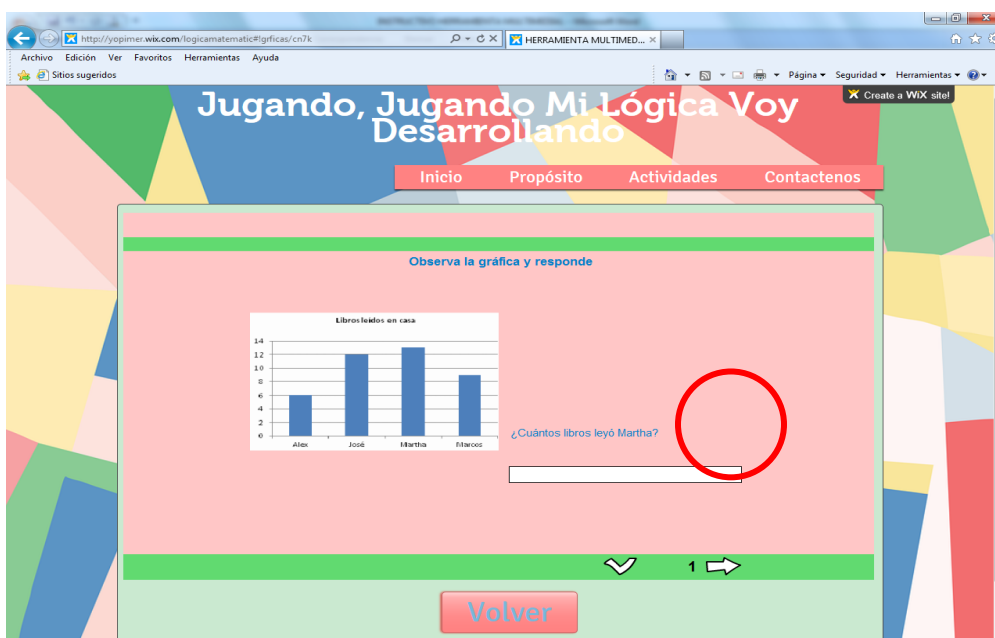 http://yopimer.wix.com/logicamatematic#!grficas/cn7k
HERRAMIENTA MULTIMED...
Archivo Edición Ver Favoritos Herramientas Ayuda
Sitios sugeridos
Página Seguridad Herramientas
Create a WiX site!
Jugando, Jugando Mi Lógica Voy
Desarrollando
Inicio Propósito Actividades Contactenos
Observa la gráfica y responde
Libros leidos en casa
14
12
10
8
6
4
2
0
Alex José Martha Marcos
¿Cuántos libros leyó Martha?
1
Volver